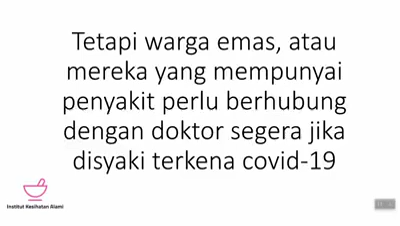 Tetapi warga emas, atau
mereka yang mempunyai
penyakit perlu berhubung
dengan doktor segera jika
disyaki terkena covid-19
Institut Kesihatan Alami